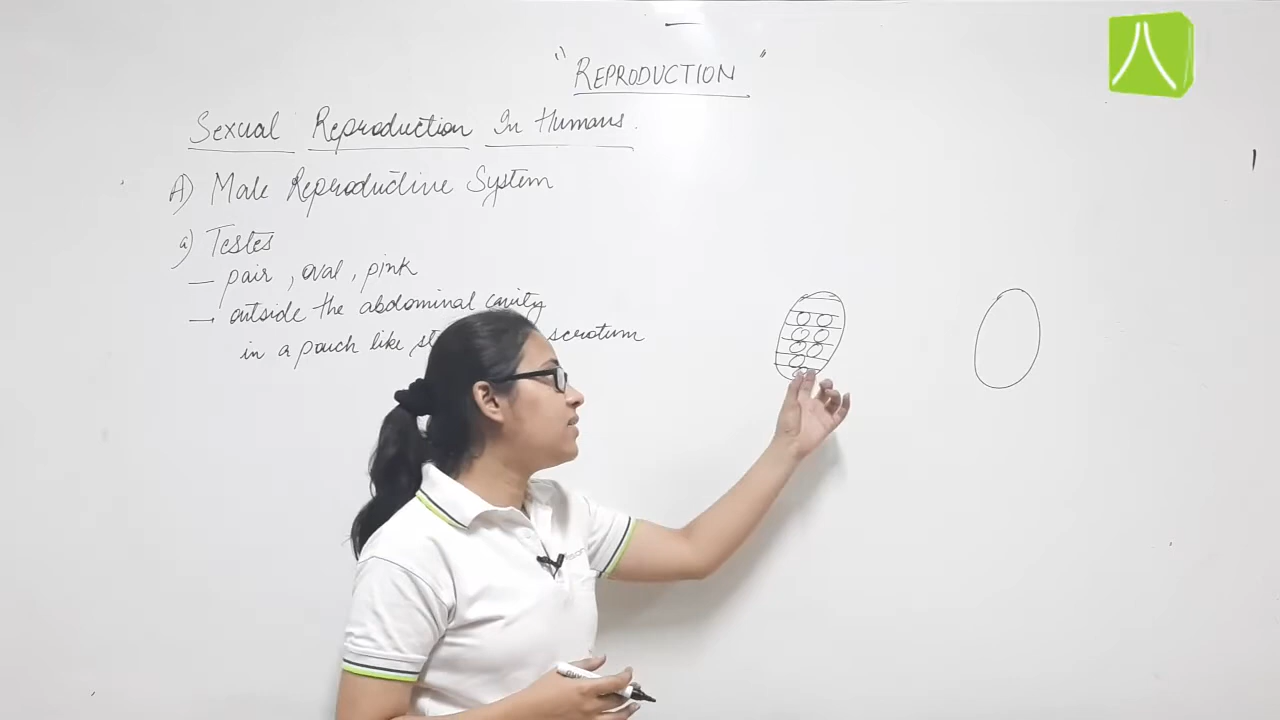 "REPRODUCTION"
Sexual Reproduction In Humans.
A) Male Reproductive System
a) Testes
— pair, oval, pink
— outside the abdominal cavity
in a pouch like scrotum